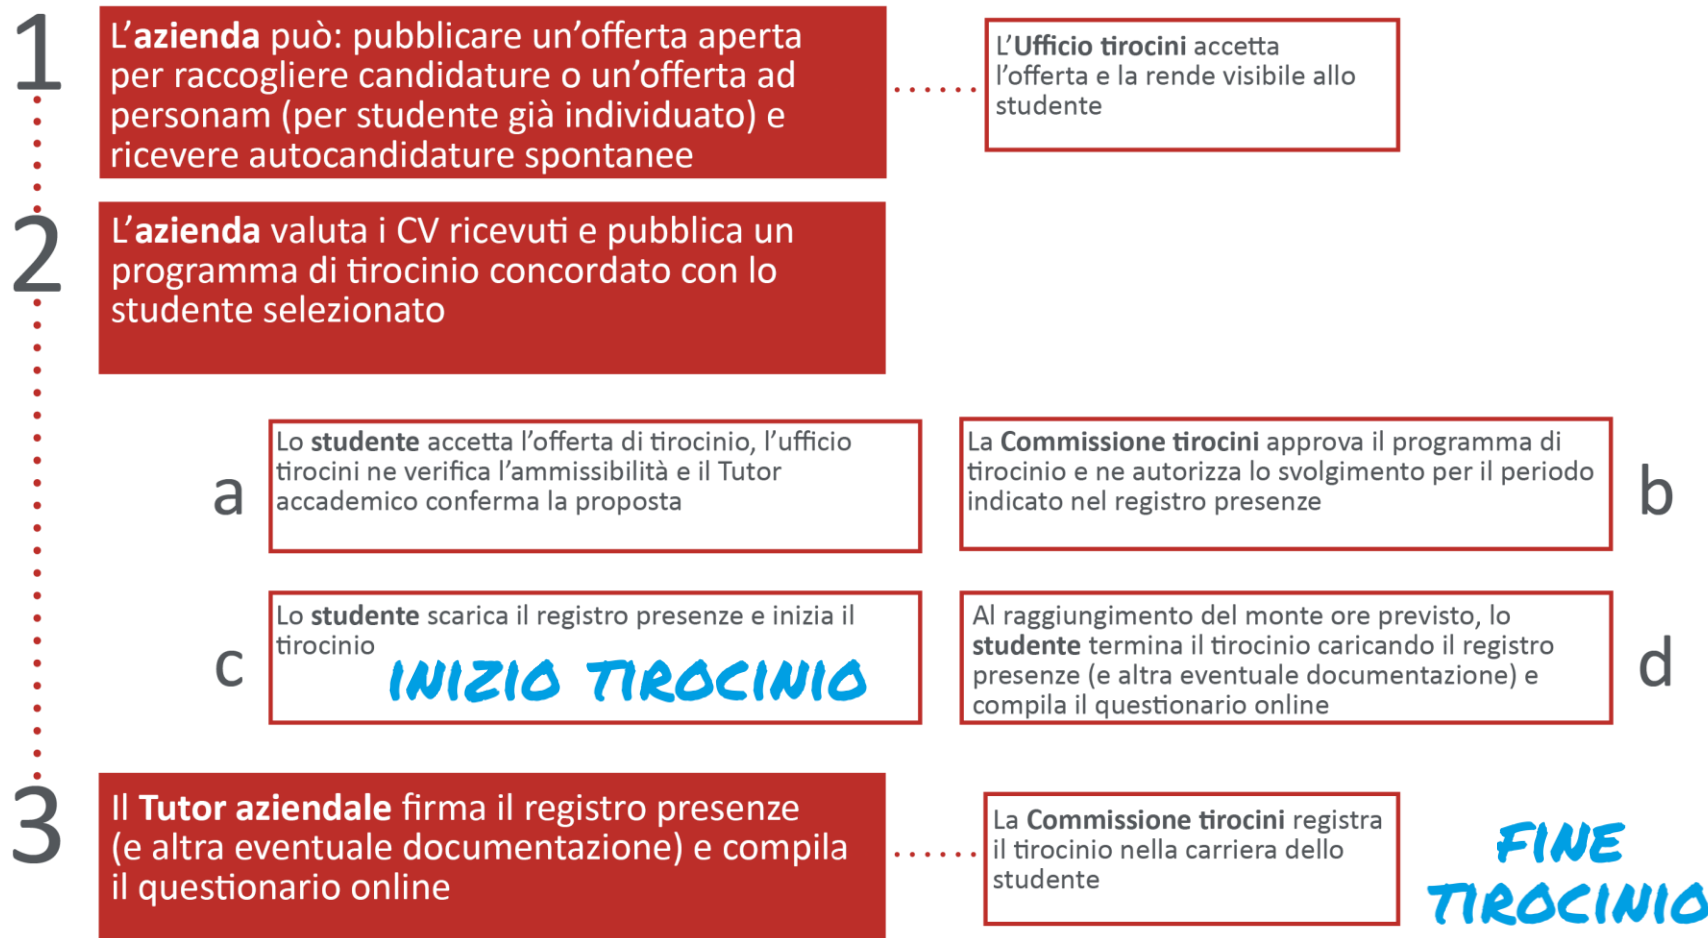 1
L'azienda può: pubblicare un'offerta aperta
per raccogliere candidature o un'offerta ad
personam (per studente già individuato) e
ricevere autocandidature spontanee
L'Ufficio tirocini accetta
l'offerta e la rende visibile allo
studente
2
L'azienda valuta i CV ricevuti e pubblica un
programma di tirocinio concordato con lo
studente selezionato
a
Lo studente accetta l'offerta di tirocinio, l'ufficio
tirocini ne verifica l'ammissibilità e il Tutor
accademico conferma la proposta
La Commissione tirocini approva il programma di
tirocinio e ne autorizza lo svolgimento per il periodo
indicato nel registro presenze
b
c
Lo studente scarica il registro presenze e inizia il
tirocinio
INIZIO TIROCINIO
Al raggiungimento del monte ore previsto, lo
studente termina il tirocinio caricando il registro
presenze (e altra eventuale documentazione) e
compila il questionario online
d
3
Il Tutor aziendale firma il registro presenze
(e altra eventuale documentazione) e compila
il questionario online
La Commissione tirocini registra
il tirocinio nella carriera dello
studente
FINE
TIROCINIO